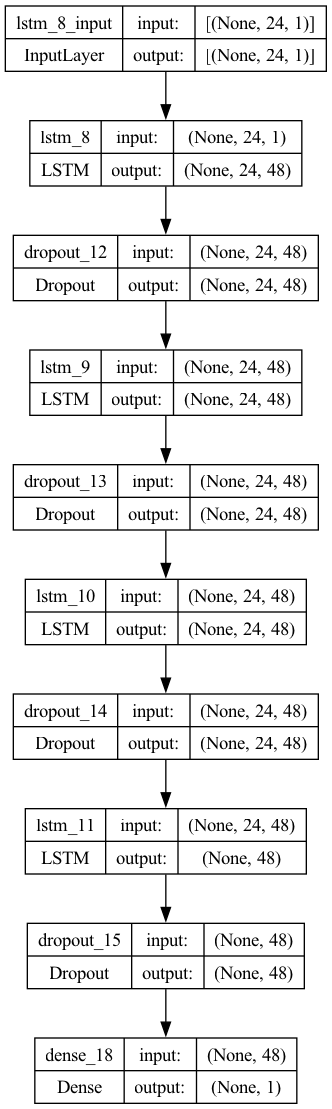 lstm_8_input input: [(None, 24, 1)]
InputLayer output: [(None, 24, 1)]
lstm_8 input: (None, 24, 1)
LSTM output: (None, 24, 48)
dropout_12 input: (None, 24, 48)
Dropout output: (None, 24, 48)
lstm_9 input: (None, 24, 48)
LSTM output: (None, 24, 48)
dropout_13 input: (None, 24, 48)
Dropout output: (None, 24, 48)
lstm_10 input: (None, 24, 48)
LSTM output: (None, 24, 48)
dropout_14 input: (None, 24, 48)
Dropout output: (None, 24, 48)
lstm_11 input: (None, 24, 48)
LSTM output: (None, 48)
dropout_15 input: (None, 48)
Dropout output: (None, 48)
dense_18 input: (None, 48)
Dense output: (None, 1)